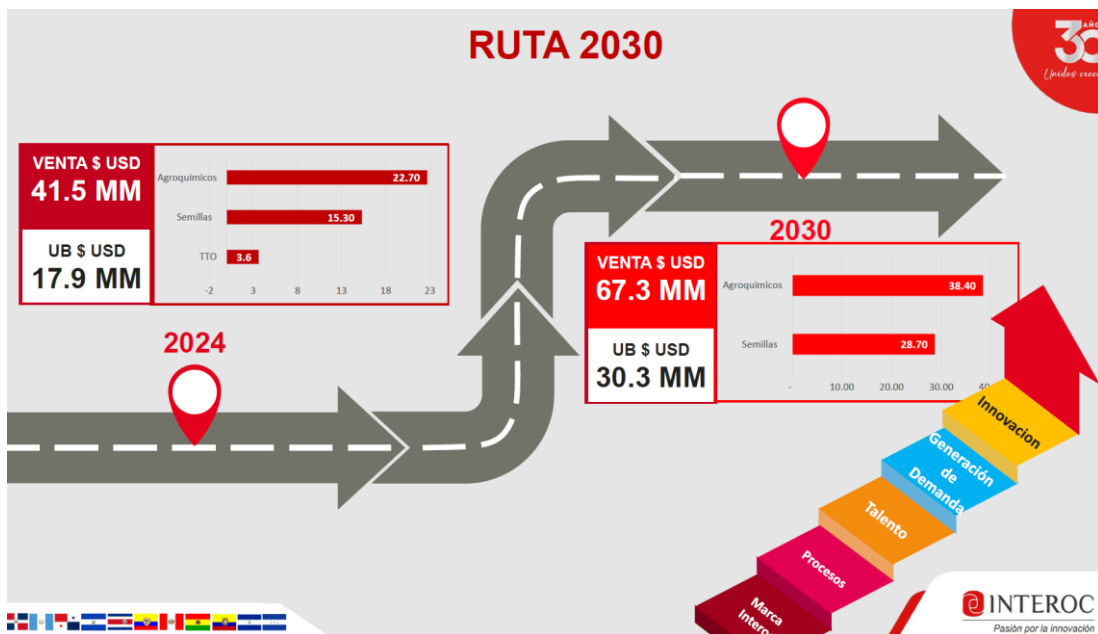 RUTA 2030
30 AÑOS
VENTA $ USD
41.5 MM
UB $ USD
17.9 MM
Agroquimicos
22.70
Semillas
15.30
TTO
3.6
-2 3 8 13 18 23
2024
2030
VENTA $ USD
67.3 MM
UB $ USD
30.3 MM
Agroquimicos
38.40
Semillas
28.70
- 10.00 20.00 30.00
Innovacion
Generación
de
Demanda
Talento
Procesos
Marca
INTEROC
Pasión por la innovación